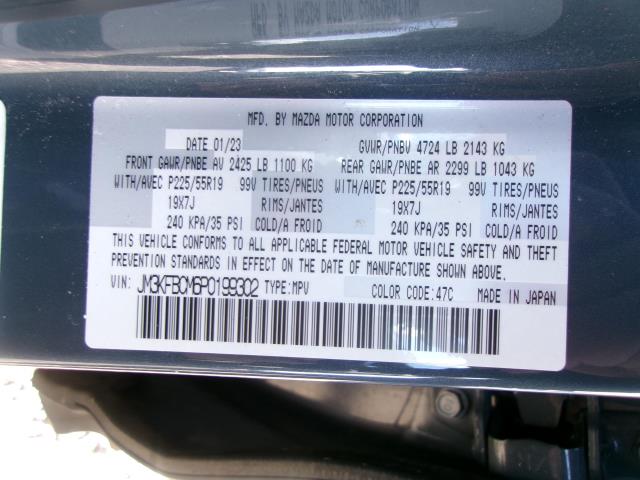 MFD. BY MAZDA MOTOR CORPORATION
DATE 01/23 GVWR/PNBV 4724 LB 2143 KG
FRONT GAWR/PNBE AV 2425 LB 1100 KG REAR GAWR/PNBE AR 2299 LB 1043 KG
WITH/AVEC P225/55R19 99V TIRES/PNEUS WITH/AVEC P225/55R19 99V TIRES/PNEUS
19X7J RIMS/JANTES 19X7J RIMS/JANTES
240 KPA/35 PSI COLD/A FROID 240 KPA/35 PSI COLD/A FROID
THIS VEHICLE CONFORMS TO ALL APPLICABLE FEDERAL MOTOR VEHICLE SAFETY AND THEFT
PREVENTION STANDARDS IN EFFECT ON THE DATE OF MANUFACTURE SHOWN ABOVE.
VIN: JM3KFBCM6P0199302 TYPE:MPV COLOR CODE:47C MADE IN JAPAN